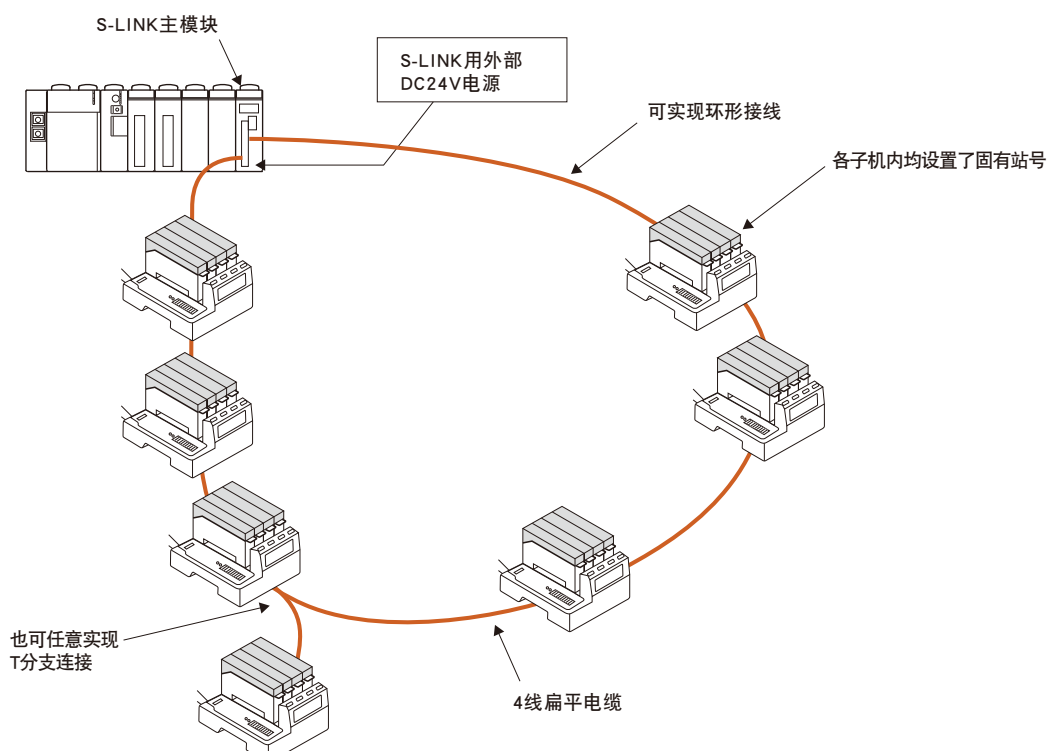 S-LINK主模块
S-LINK用外部
DC24V电源
可实现环形接线
各子机内均设置了固有站号
也可任意实现
T分支连接
4线扁平电缆